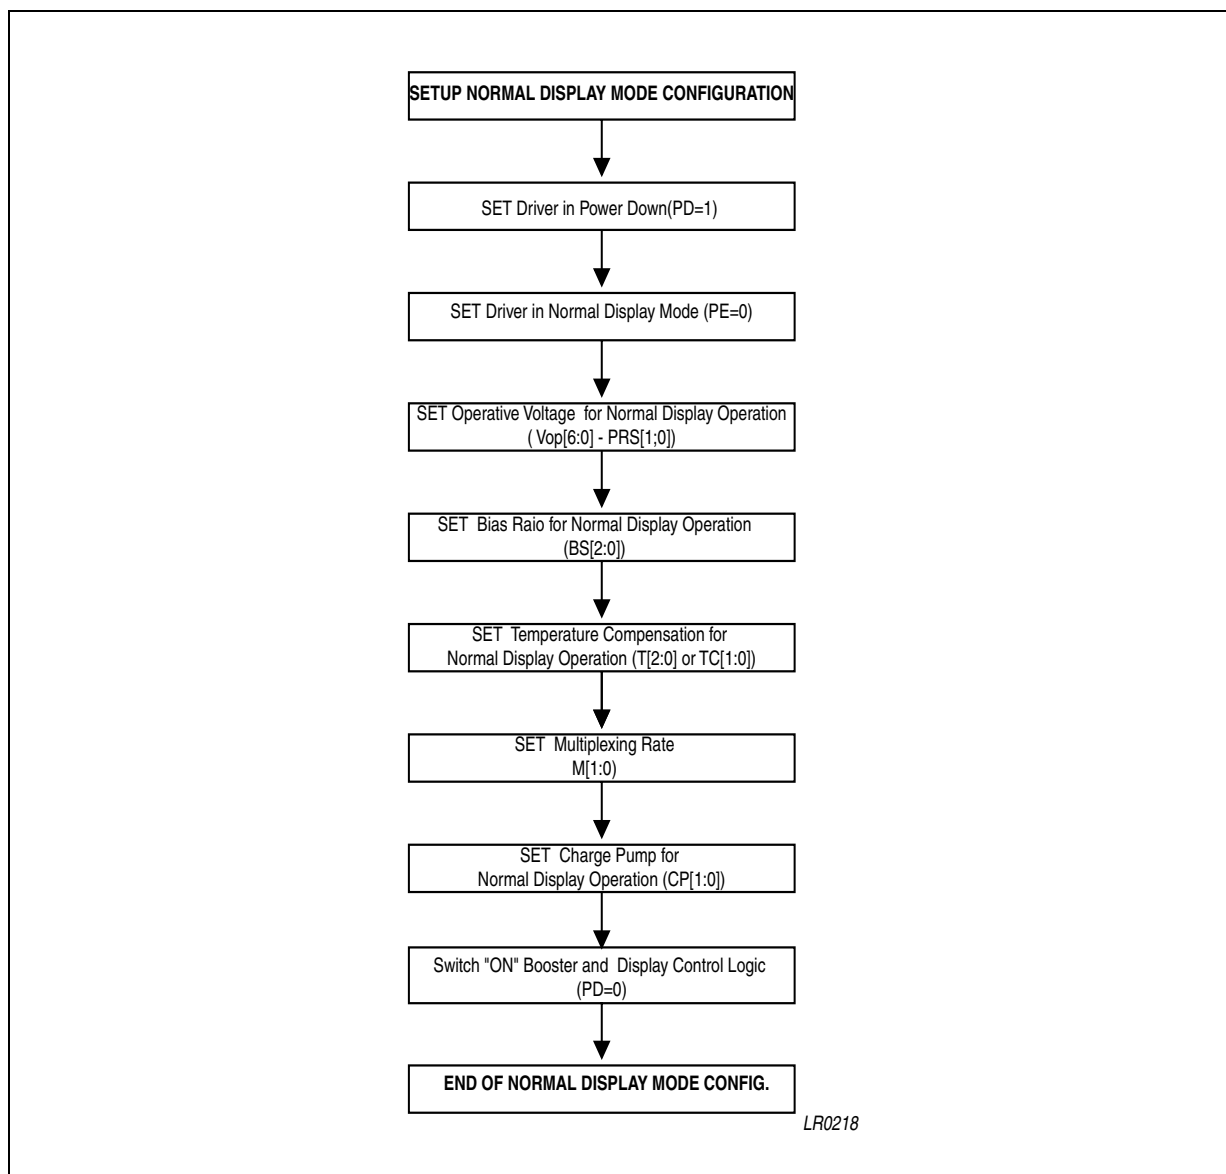 SETUP NORMAL DISPLAY MODE CONFIGURATION
SET Driver in Power Down(PD=1)
SET Driver in Normal Display Mode (PE=0)
SET Operative Voltage for Normal Display Operation
( Vop[6:0] - PRS[1;0])
SET Bias Raio for Normal Display Operation
(BS[2:0])
SET Temperature Compensation for
Normal Display Operation (T[2:0] or TC[1:0])
SET Multiplexing Rate
M[1:0)
SET Charge Pump for
Normal Display Operation (CP[1:0])
Switch "ON" Booster and Display Control Logic
(PD=0)
END OF NORMAL DISPLAY MODE CONFIG.
LR0218